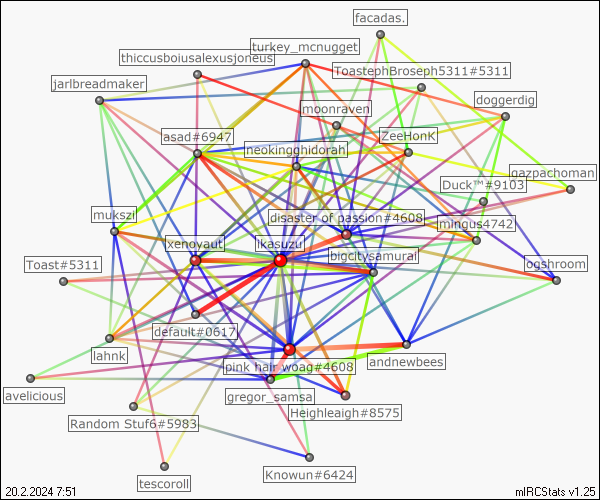 facadas.
turkey_mcnugget
thiccusboiusalexusjoneus
ToastephBroseph5311#5311
jarlbreadmaker
doggerdig
moonraven
asad#6947
ZeeHonK
neokingghidorah
oazpachoman
Duck™#9103
mukszi
disaster of passion#4608
mingus4742
xenoyaut
likasuzu
bigcitysamurai
Toast#5311
ogshroom
default#0617
lahnk
pink hair woag#4608
andnewbees
avelicious
gregor_samsa
Heighleaigh#8575
Random Stuf6#5983
Knowun#6424
tescoroll
20.2.2024 7:51
mIRCStats v1.25